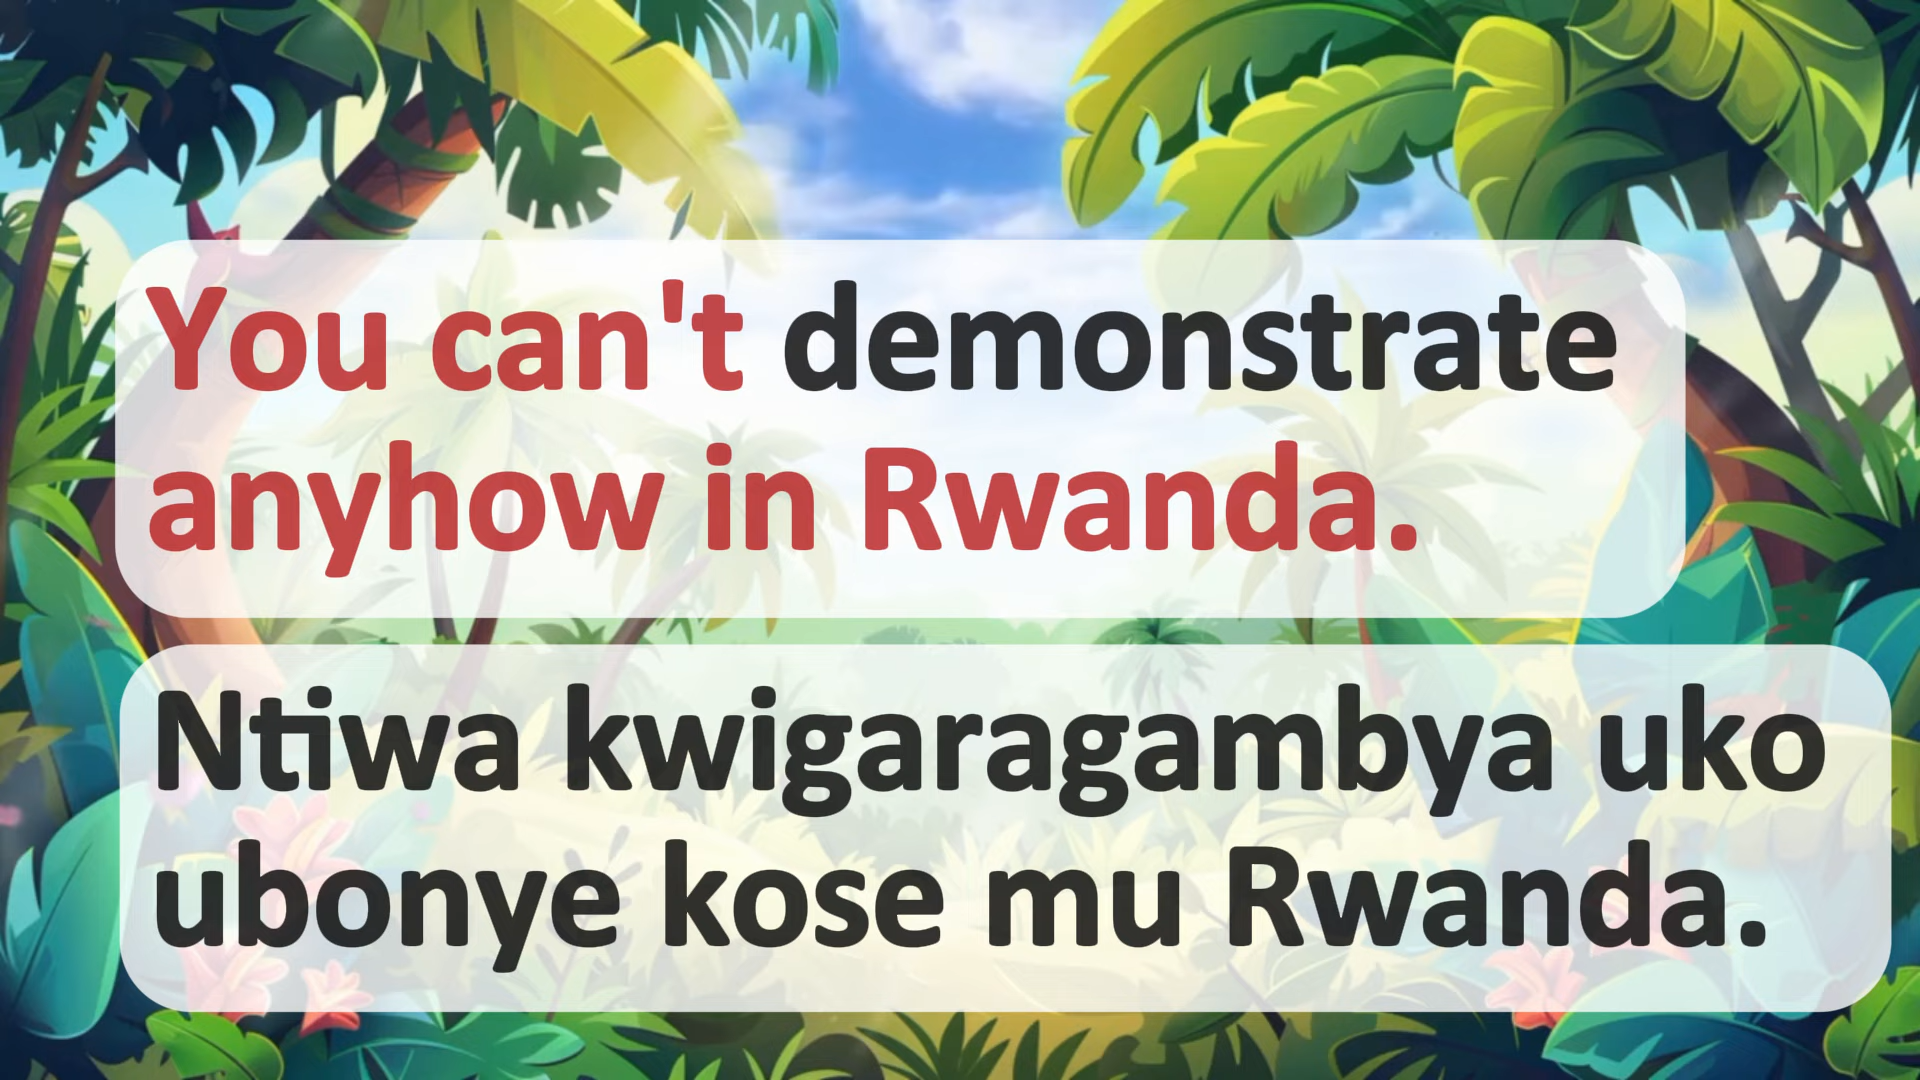 You can't demonstrate
anyhow in Rwanda.
Ntiwa kwigaragambya uko
ubonye kose mu Rwanda.